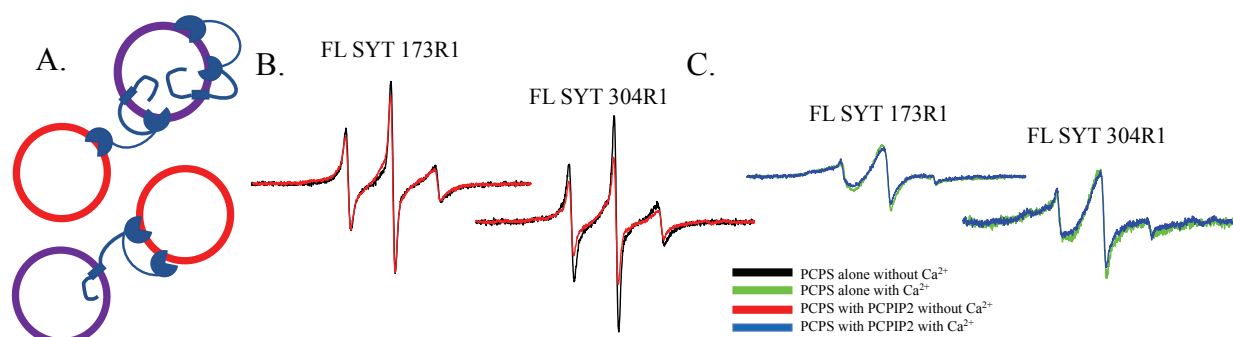 A.
B.
FL SYT 173R1
FL SYT 304R1
C.
FL SYT 173R1
FL SYT 304R1
PCPS alone without Ca²⁺
PCPS alone with Ca²⁺
PCPS with PCPIP2 without Ca²⁺
PCPS with PCPIP2 with Ca²⁺